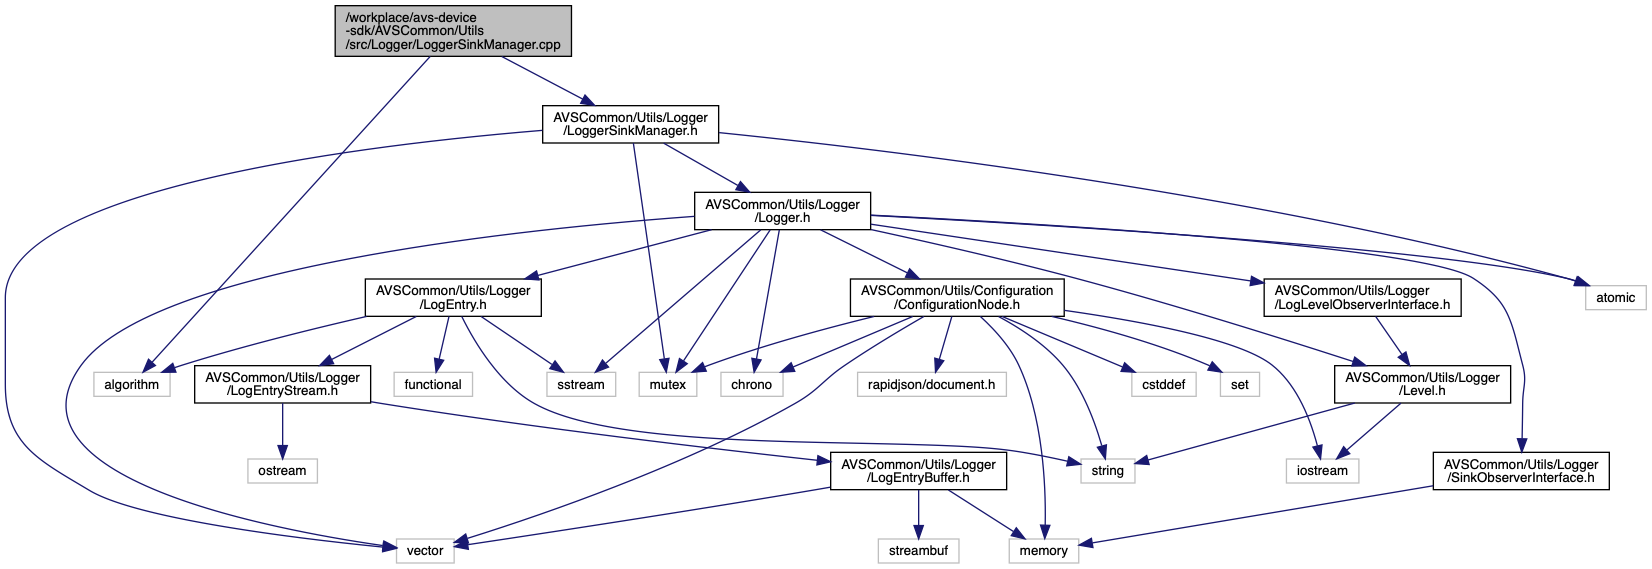 /workplace/avs-device
-sdk/AVSCommon/Utils
/src/Logger/LoggerSinkManager.cpp
AVSCommon/Utils/Logger
/LoggerSinkManager.h
AVSCommon/Utils/Logger
/Logger.h
AVSCommon/Utils/Logger
/LogEntry.h
AVSCommon/Utils/Configuration
/ConfigurationNode.h
AVSCommon/Utils/Logger
/LogLevelObserverInterface.h
atomic
algorithm
AVSCommon/Utils/Logger
/LogEntryStream.h
functional
sstream
mutex
chrono
rapidjson/document.h
cstddef
set
AVSCommon/Utils/Logger
/Level.h
ostream
AVSCommon/Utils/Logger
/LogEntryBuffer.h
string
iostream
AVSCommon/Utils/Logger
/SinkObserverInterface.h
vector
streambuf
memory